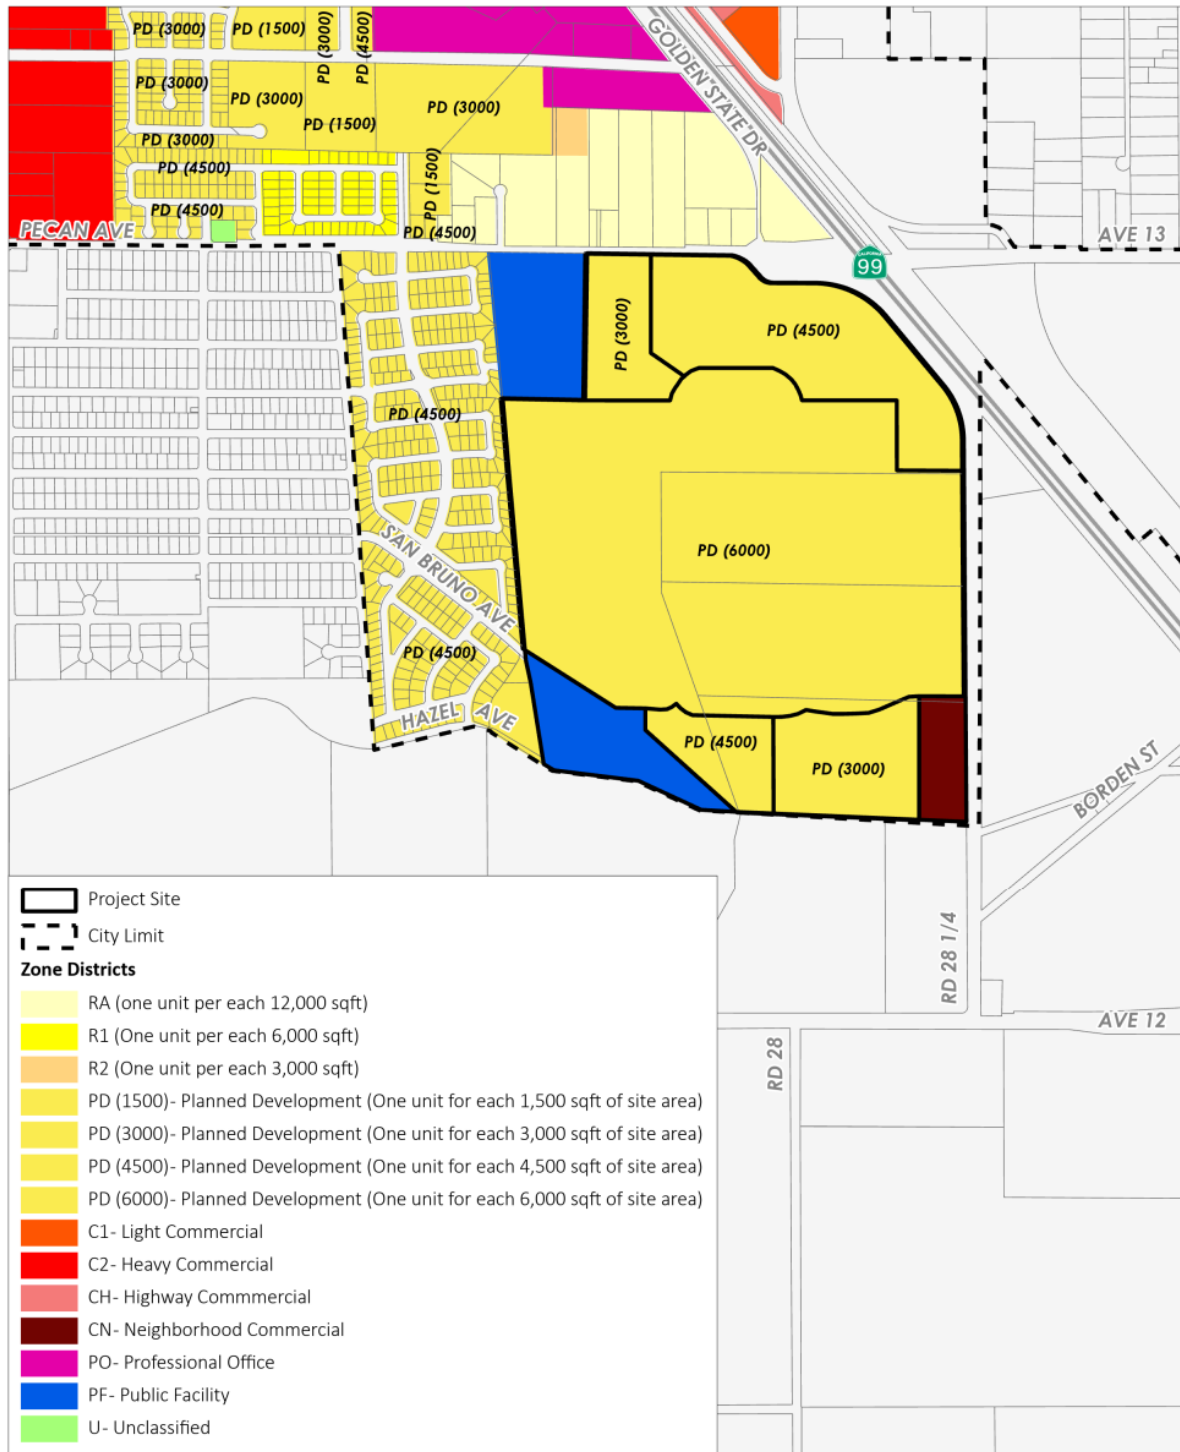 PD (3000)
PD (1500)
PD (3000)
PD (4500)
GOLDEN STATE DR
PD (3000)
PD (3000)
PD (3000)
PD (1500)
PD (3000)
PD (4500)
PD (1500)
PD (4500)
PECAN AVE
PD (4500)
AVE 13
CALIFORNIA
99
PD (3000)
PD (4500)
PD (4500)
SAN BRUNO AVE
PD (6000)
PD (4500)
HAZEL AVE
PD (4500)
PD (3000)
BORDEN ST
RD 28 1/4
AVE 12
RD 28
Project Site
City Limit
Zone Districts
RA (one unit per each 12,000 sqft)
R1 (One unit per each 6,000 sqft)
R2 (One unit per each 3,000 sqft)
PD (1500)- Planned Development (One unit for each 1,500 sqft of site area)
PD (3000)- Planned Development (One unit for each 3,000 sqft of site area)
PD (4500)- Planned Development (One unit for each 4,500 sqft of site area)
PD (6000)- Planned Development (One unit for each 6,000 sqft of site area)
C1- Light Commercial
C2- Heavy Commercial
CH- Highway Commmercial
CN- Neighborhood Commercial
PO- Professional Office
PF- Public Facility
U- Unclassified